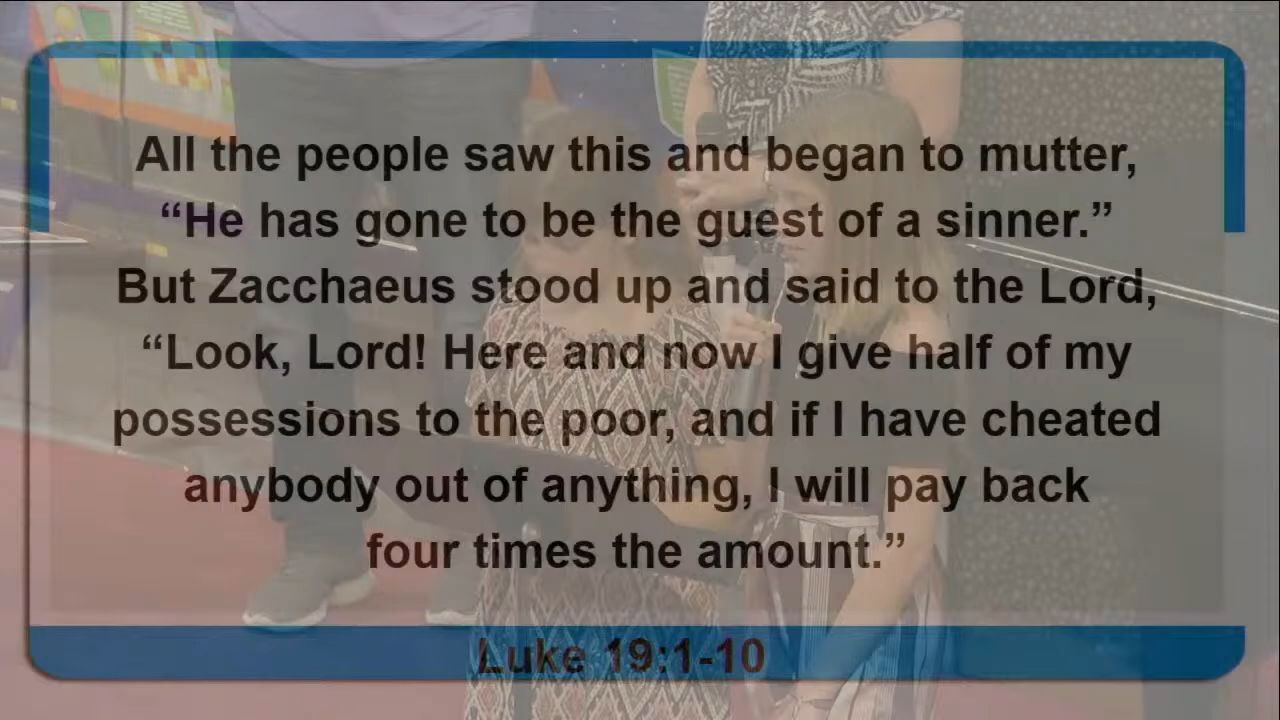 All the people saw this and began to mutter,
“He has gone to be the guest of a sinner.”
But Zacchaeus stood up and said to the Lord,
“Look, Lord! Here and now I give half of my
possessions to the poor, and if I have cheated
anybody out of anything, I will pay back
four times the amount.”
Luke 19:1-10